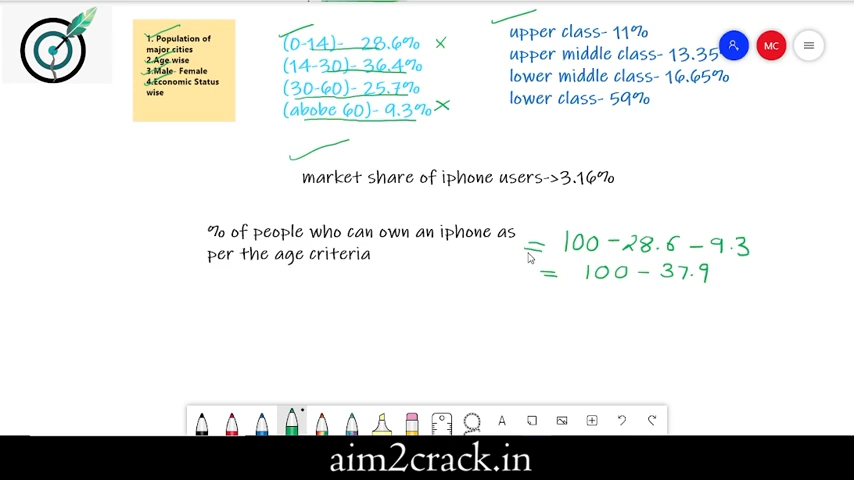 1. Population of
major cities
2.Age wise
3.Male- Female
4.Economic Status
wise
(0-14)- 28.6% x
(14-30)- 36.4%
(30-60)- 25.7%
(abobe 60)- 9.3% x
upper class- 11%
upper middle class- 13.35
lower middle class- 16.65%
lower class- 59%
MC
market share of iphone users->3.16%
% of people who can own an iphone as
per the age criteria
= 100 - 28.6 - 9.3
= 100 - 37.9
A
aim2crack.in